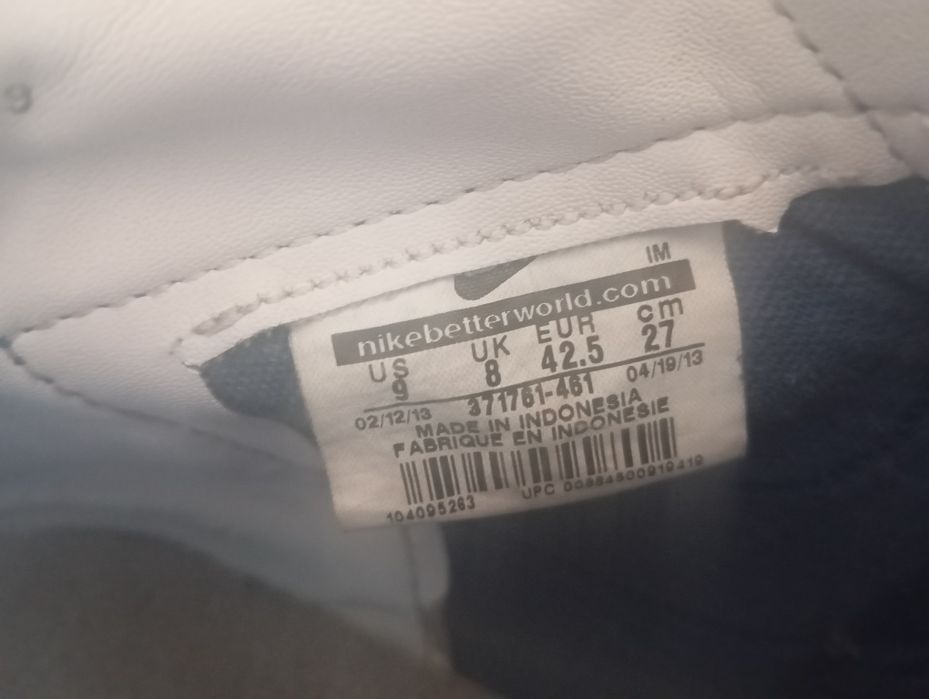 9
IM
nikebetterworld.com
US UK EUR cm
9 8 42.5 27
02/12/13 371761-461 04/19/13
MADE IN INDONESIA
FABRIQUE EN INDONESIE
104095263 UPC 00884500919419